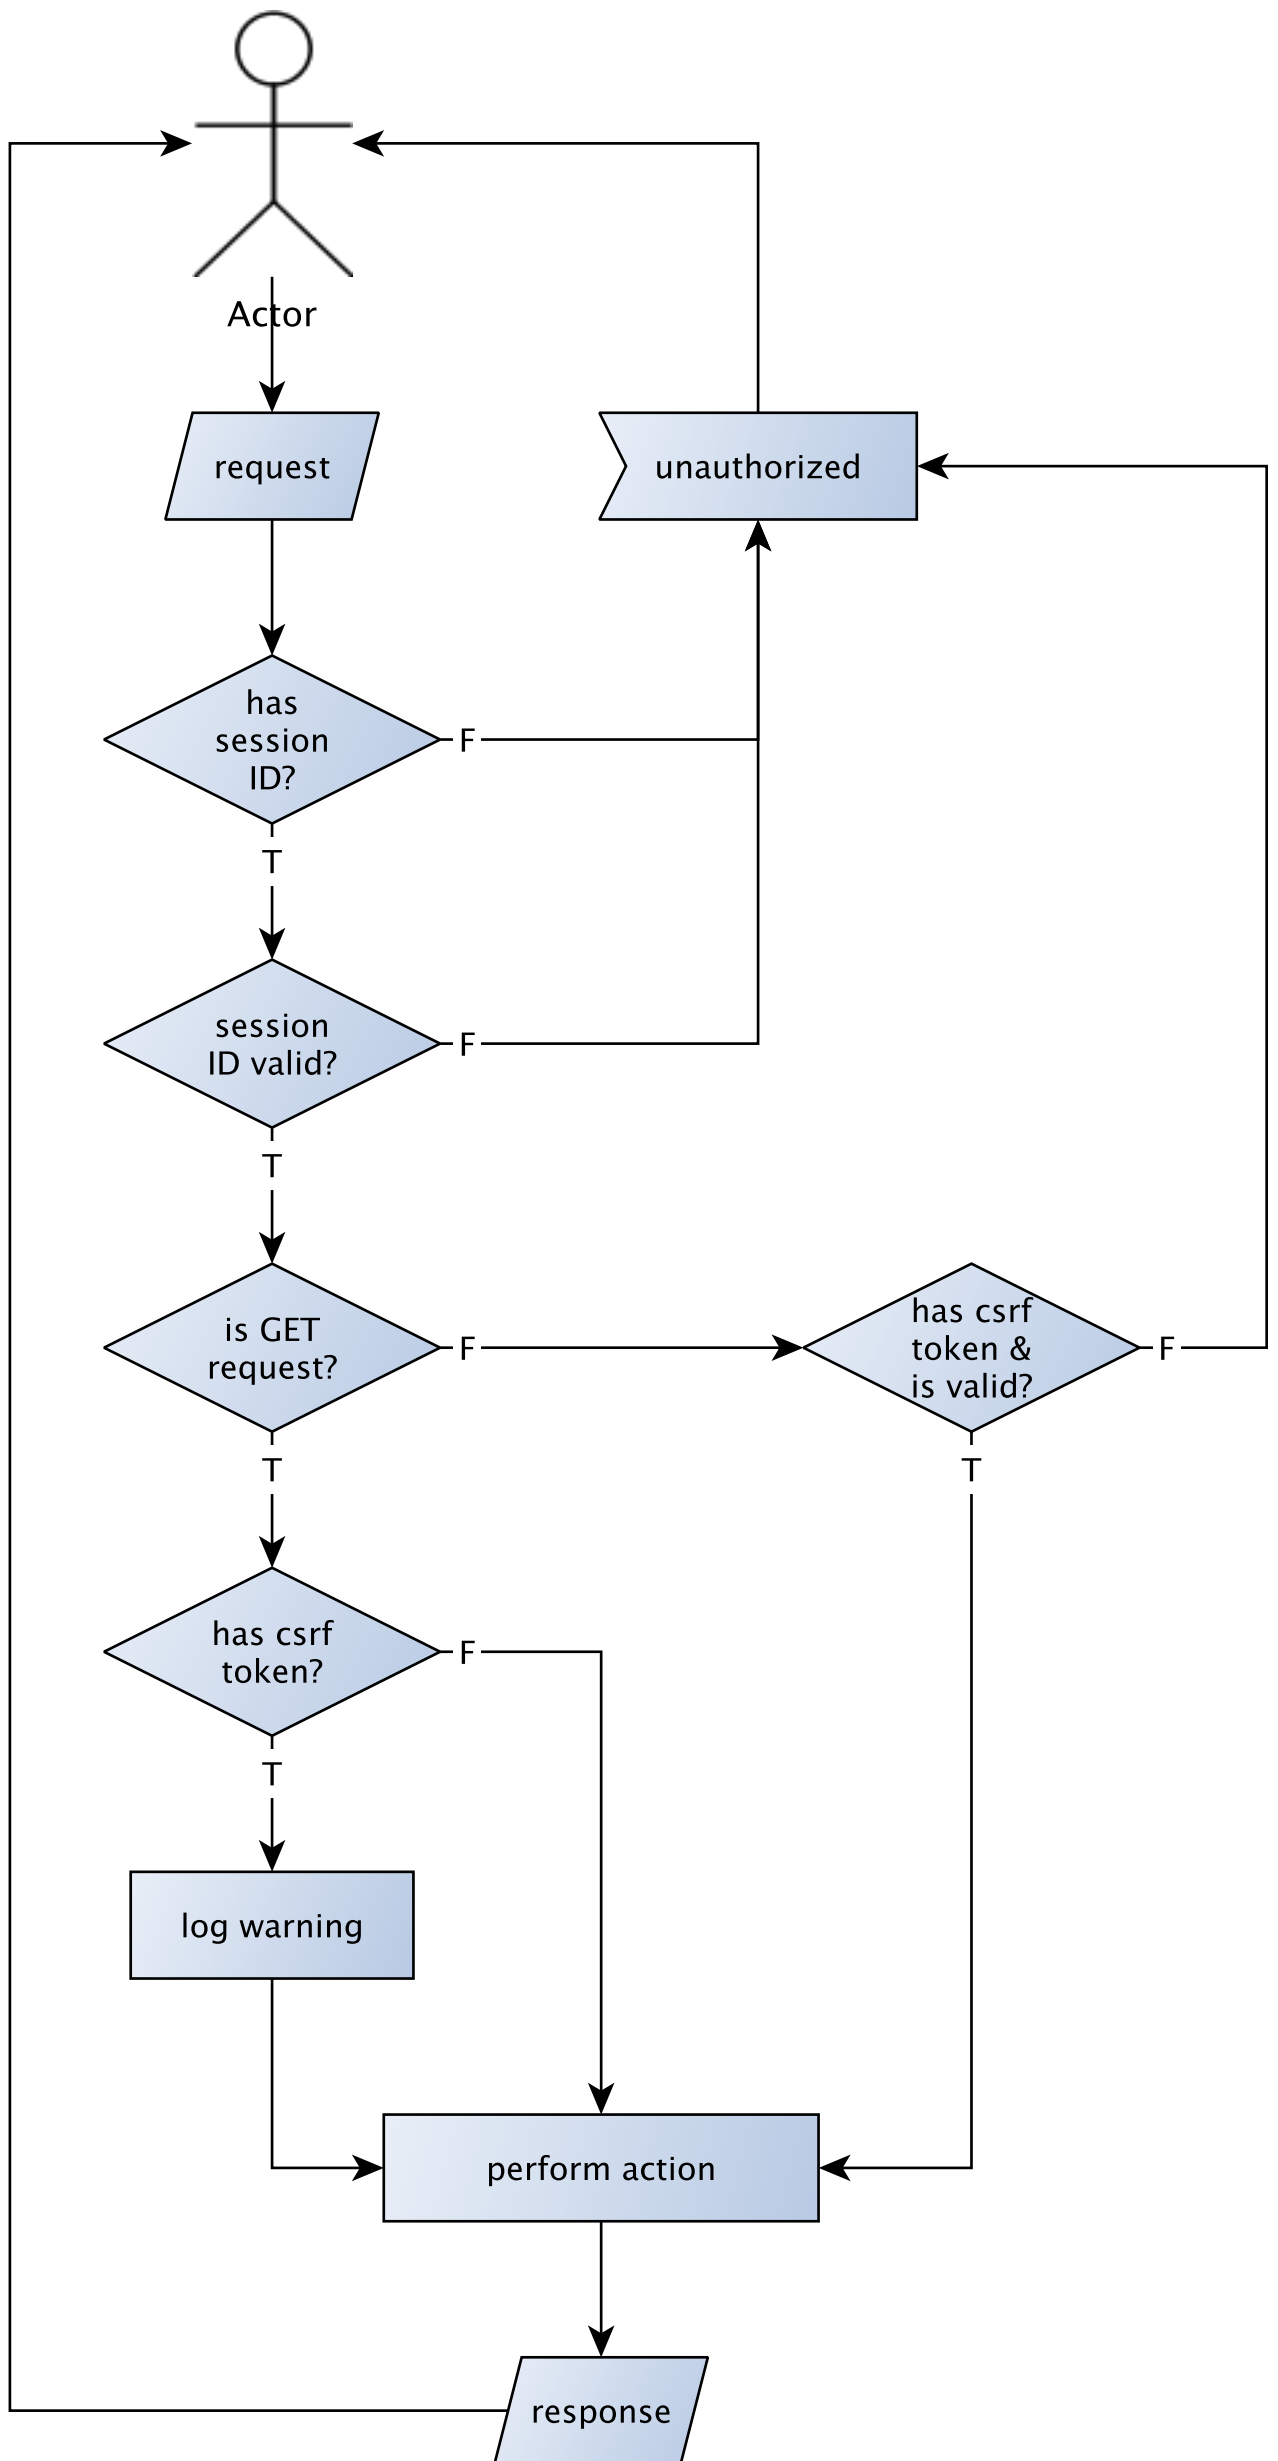 Actor
request
unauthorized
has
session
ID?
F
T
session
ID valid?
F
T
is GET
request?
F
has csrf
token &
is valid?
F
T
T
has csrf
token?
F
T
log warning
perform action
response